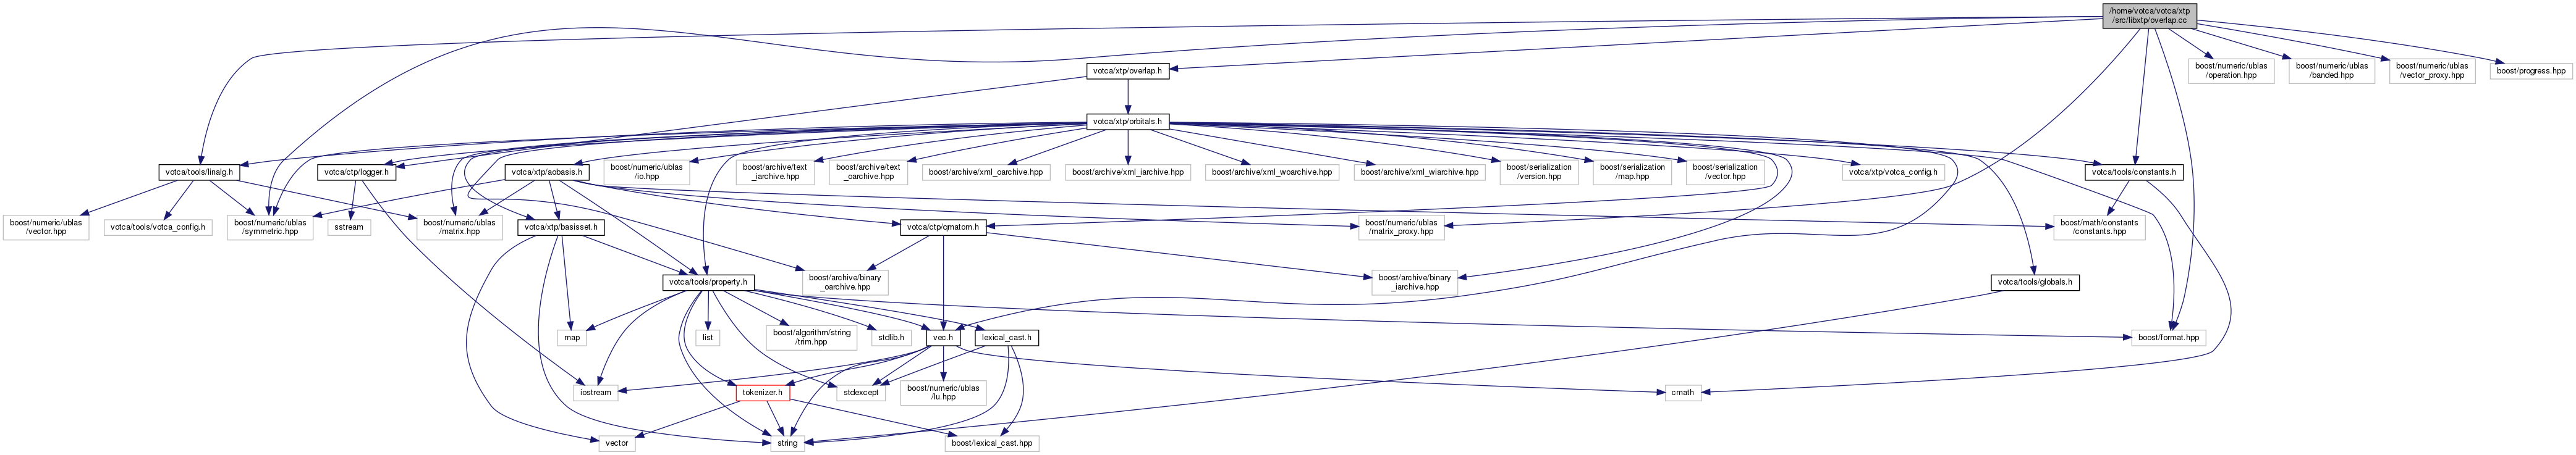 /home/votca/votca/xtp
/src/libxtp/overlap.cc
votca/xtp/overlap.h
boost/numeric/ublas
/operation.hpp
boost/numeric/ublas
/banded.hpp
boost/numeric/ublas
/vector_proxy.hpp
boost/progress.hpp
votca/xtp/orbitals.h
votca/tools/linalg.h
votca/ctp/logger.h
votca/xtp/aobasis.h
boost/numeric/ublas
/io.hpp
boost/archive/text
_iarchive.hpp
boost/archive/text
_oarchive.hpp
boost/archive/xml_oarchive.hpp
boost/archive/xml_iarchive.hpp
boost/archive/xml_woarchive.hpp
boost/archive/xml_wiarchive.hpp
boost/serialization
/version.hpp
boost/serialization
/map.hpp
boost/serialization
/vector.hpp
votca/xtp/votca_config.h
votca/tools/constants.h
boost/numeric/ublas
/vector.hpp
votca/tools/votca_config.h
boost/numeric/ublas
/symmetric.hpp
sstream
boost/numeric/ublas
/matrix.hpp
votca/xtp/basisset.h
votca/ctp/qmatom.h
boost/numeric/ublas
/matrix_proxy.hpp
boost/math/constants
/constants.hpp
votca/tools/property.h
boost/archive/binary
_oarchive.hpp
boost/archive/binary
_iarchive.hpp
votca/tools/globals.h
map
list
boost/algorithm/string
/trim.hpp
stdlib.h
vec.h
lexical_cast.h
boost/format.hpp
iostream
tokenizer.h
stdexcept
boost/numeric/ublas
/lu.hpp
cmath
vector
string
boost/lexical_cast.hpp